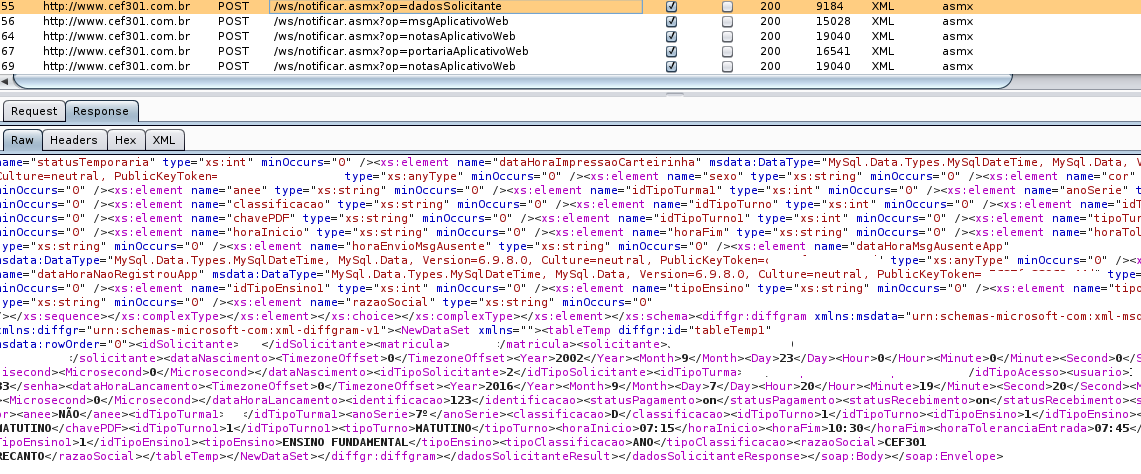 55 http://www.cef301.com.br POST /ws/notificar.asmx?op=dadosSolicitante 200 9184 XML asmx
56 http://www.cef301.com.br POST /ws/notificar.asmx?op=msgAplicativoWeb 200 15028 XML asmx
64 http://www.cef301.com.br POST /ws/notificar.asmx?op=notasAplicativoWeb 200 19040 XML asmx
67 http://www.cef301.com.br POST /ws/notificar.asmx?op=portariaAplicativoWeb 200 16541 XML asmx
69 http://www.cef301.com.br POST /ws/notificar.asmx?op=notasAplicativoWeb 200 19040 XML asmx
Request Response
Raw Headers Hex XML
name="statusTemporaria" type="xs:int" minOccurs="0" /><xs:element name="dataHoraImpressaoCarteirinha" msdata:DataType="MySql.Data.Types.MySqlDateTime, MySql.Data, V
Culture=neutral, PublicKeyToken= type="xs:anyType" minOccurs="0" /><xs:element name="sexo" type="xs:string" minOccurs="0" /><xs:element name="cor"
minOccurs="0" /><xs:element name="anee" type="xs:string" minOccurs="0" /><xs:element name="idTipoTurma1" type="xs:int" minOccurs="0" /><xs:element name="anoSerie" t
minOccurs="0" /><xs:element name="classificacao" type="xs:string" minOccurs="0" /><xs:element name="idTipoTurno" type="xs:int" minOccurs="0" /><xs:element name="idT
minOccurs="0" /><xs:element name="chavePDF" type="xs:string" minOccurs="0" /><xs:element name="idTipoTurno1" type="xs:int" minOccurs="0" /><xs:element name="tipoTur
minOccurs="0" /><xs:element name="horaInicio" type="xs:string" minOccurs="0" /><xs:element name="horaFim" type="xs:string" minOccurs="0" /><xs:element name="horaTol
type="xs:string" minOccurs="0" /><xs:element name="horaEnvioMsgAusente" type="xs:string" minOccurs="0" /><xs:element name="dataHoraMsgAusenteApp"
msdata:DataType="MySql.Data.Types.MySqlDateTime, MySql.Data, Version=6.9.8.0, Culture=neutral, PublicKeyToken= type="xs:anyType" minOccurs="0" /><xs:
name="dataHoraNaoRegistrouApp" msdata:DataType="MySql.Data.Types.MySqlDateTime, MySql.Data, Version=6.9.8.0, Culture=neutral, PublicKeyToken= type="xs:any
minOccurs="0" /><xs:element name="idTipoEnsino1" type="xs:int" minOccurs="0" /><xs:element name="tipoEnsino" type="xs:string" minOccurs="0" /><xs:element name="tipo
type="xs:string" minOccurs="0" /><xs:element name="razaoSocial" type="xs:string" minOccurs="0"
/></xs:sequence></xs:complexType></xs:element></xs:choice></xs:complexType></xs:element></xs:schema><diffgr:diffgram xmlns:msdata="urn:schemas-microsoft-com:xml-msd
xmlns:diffgr="urn:schemas-microsoft-com:xml-diffgram-v1"><NewDataSet xmlns=""><tableTemp diffgr:id="tableTemp1"
msdata:rowOrder="0"><idSolicitante> </idSolicitante><matricula> /matricula><solicitante>
/solicitante><dataNascimento><TimezoneOffset>0</TimezoneOffset><Year>2002</Year><Month>9</Month><Day>23</Day><Hour>0</Hour><Minute>0</Minute><Second>0</S
isecond><Microsecond>0</Microsecond></dataNascimento><idTipoSolicitante>2</idTipoSolicitante><idTipoTurma> /idTipoAcesso><usuario>
33</senha><dataHoraLancamento><TimezoneOffset>0</TimezoneOffset><Year>2016</Year><Month>9</Month><Day>7</Day><Hour>20</Hour><Minute>19</Minute><Second>20</Second><M
0</Microsecond></dataHoraLancamento><identificacao>123</identificacao><statusPagamento>on</statusPagamento><statusRecebimento>on</statusRecebimento><s
or><anee>NÃO</anee><idTipoTurma1> </idTipoTurma1><anoSerie>7º</anoSerie><classificacao>D</classificacao><idTipoTurno>1</idTipoTurno><idTipoEnsino>1</idTipoEnsino><c
MATUTINO</chavePDF><idTipoTurno1>1</idTipoTurno1><tipoTurno>MATUTINO</tipoTurno><horaInicio>07:15</horaInicio><horaFim>10:30</horaFim><horaToleranciaEntrada>07:45</
TipoEnsino1>1</idTipoEnsino1><tipoEnsino>ENSINO FUNDAMENTAL</tipoEnsino><tipoClassificacao>ANO</tipoClassificacao><razaoSocial>CEF301
RECANTO</razaoSocial></tableTemp></NewDataSet></diffgr:diffgram></dadosSolicitanteResult></dadosSolicitanteResponse></soap:Body></soap:Envelope>